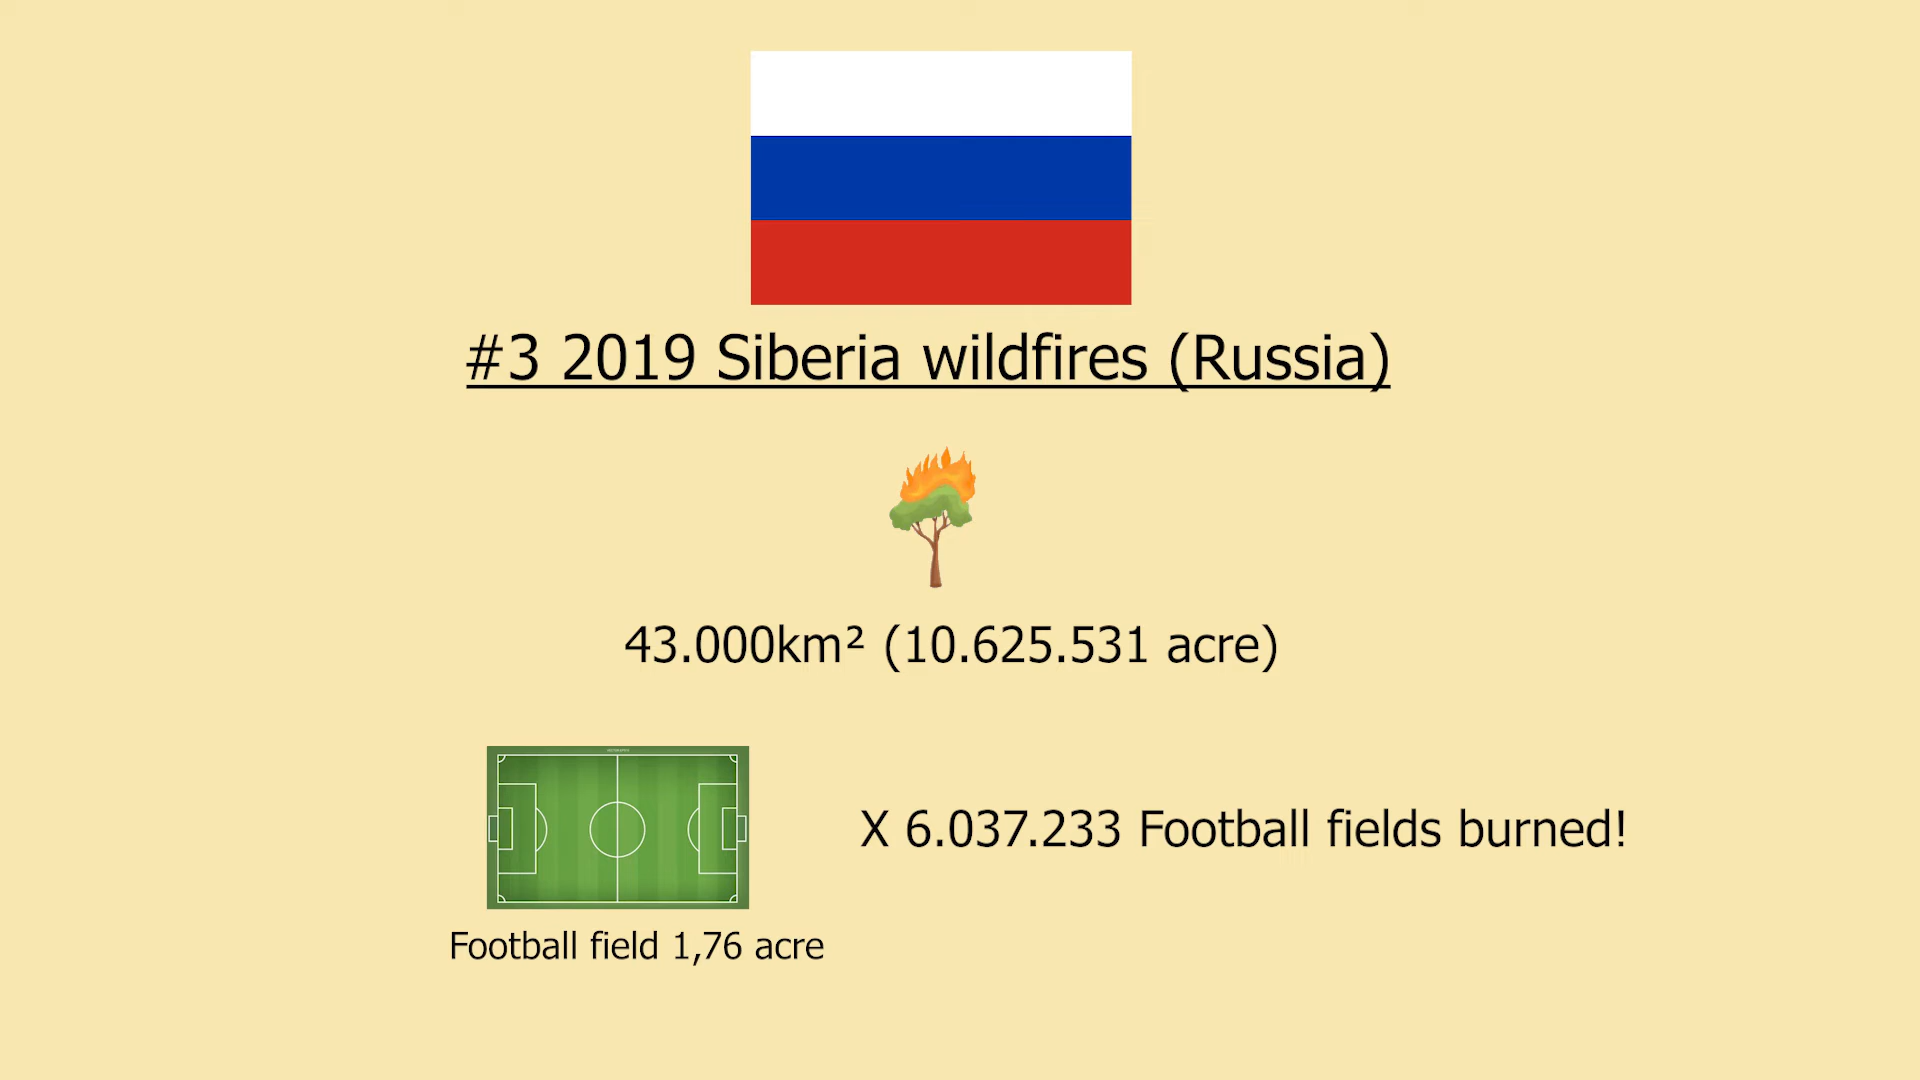 #3 2019 Siberia wildfires (Russia)
43.000km² (10.625.531 acre)
X 6.037.233 Football fields burned!
Football field 1,76 acre